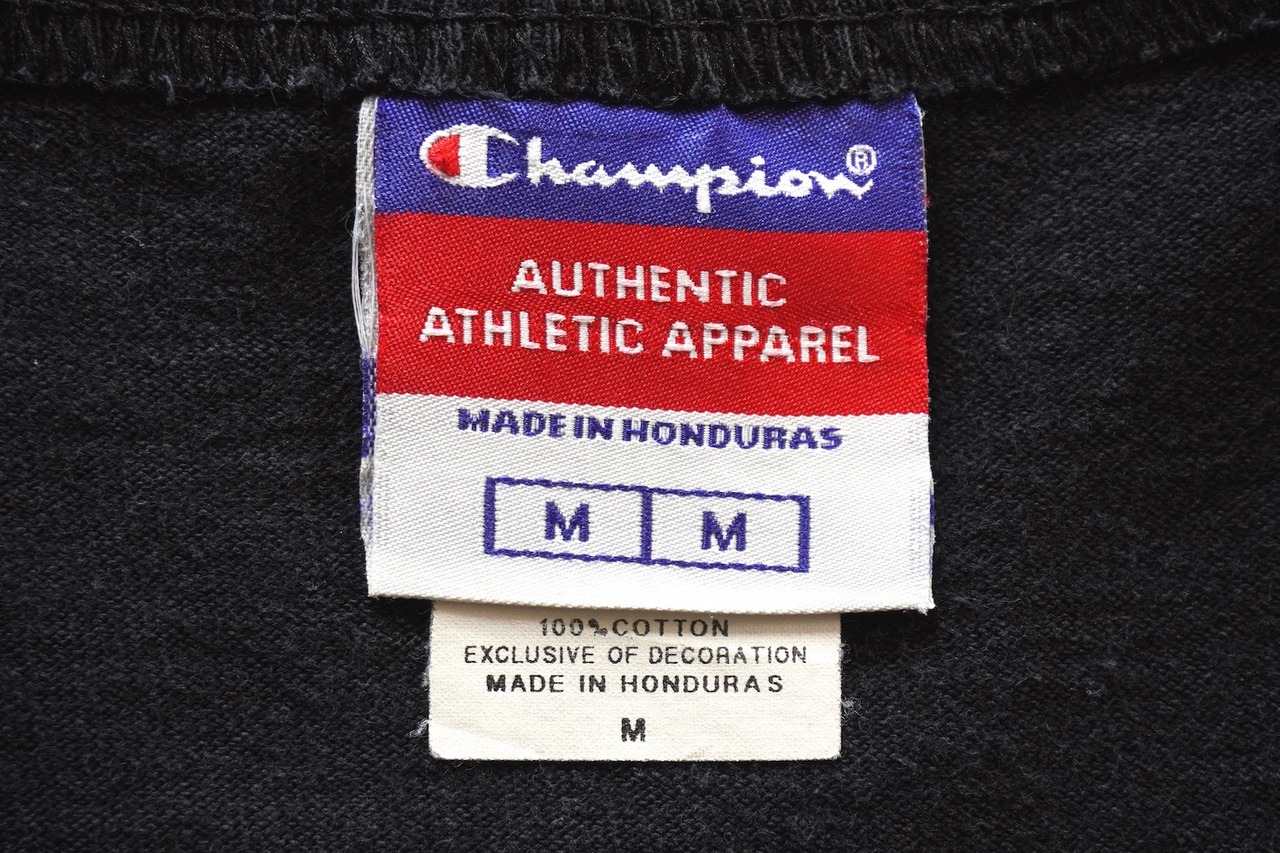 Champion®
AUTHENTIC
ATHLETIC APPAREL
MADE IN HONDURAS
M M
100% COTTON
EXCLUSIVE OF DECORATION
MADE IN HONDURAS
M